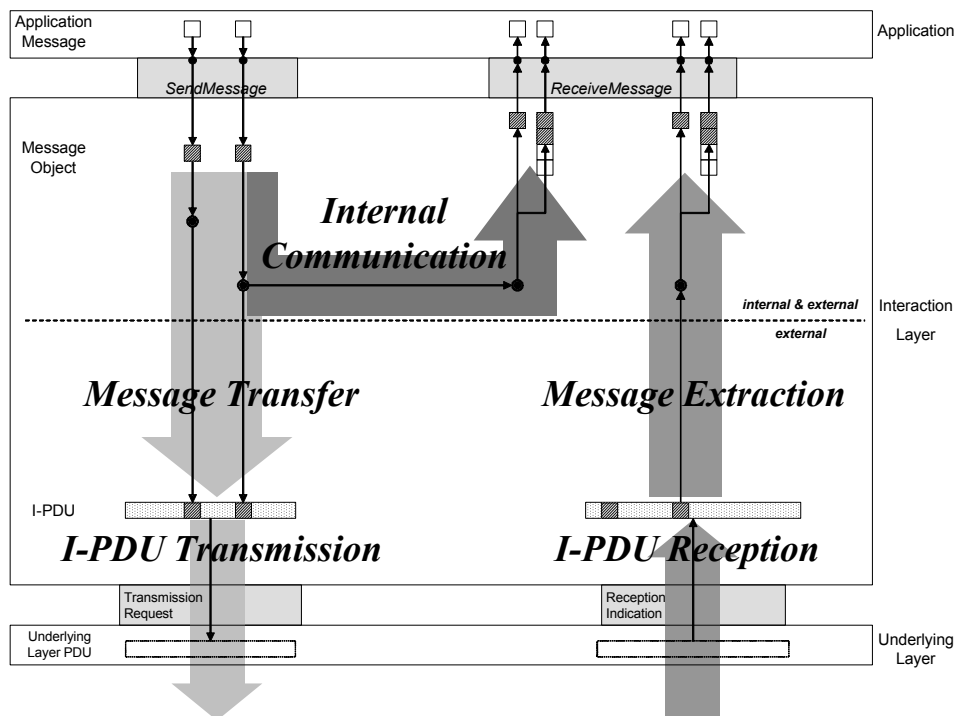 Application
Message
Application
SendMessage
ReceiveMessage
Message
Object
Internal
Communication
internal & external
external
Interaction
Layer
Message Transfer
Message Extraction
I-PDU
I-PDU Transmission
I-PDU Reception
Transmission
Request
Reception
Indication
Underlying
Layer PDU
Underlying
Layer